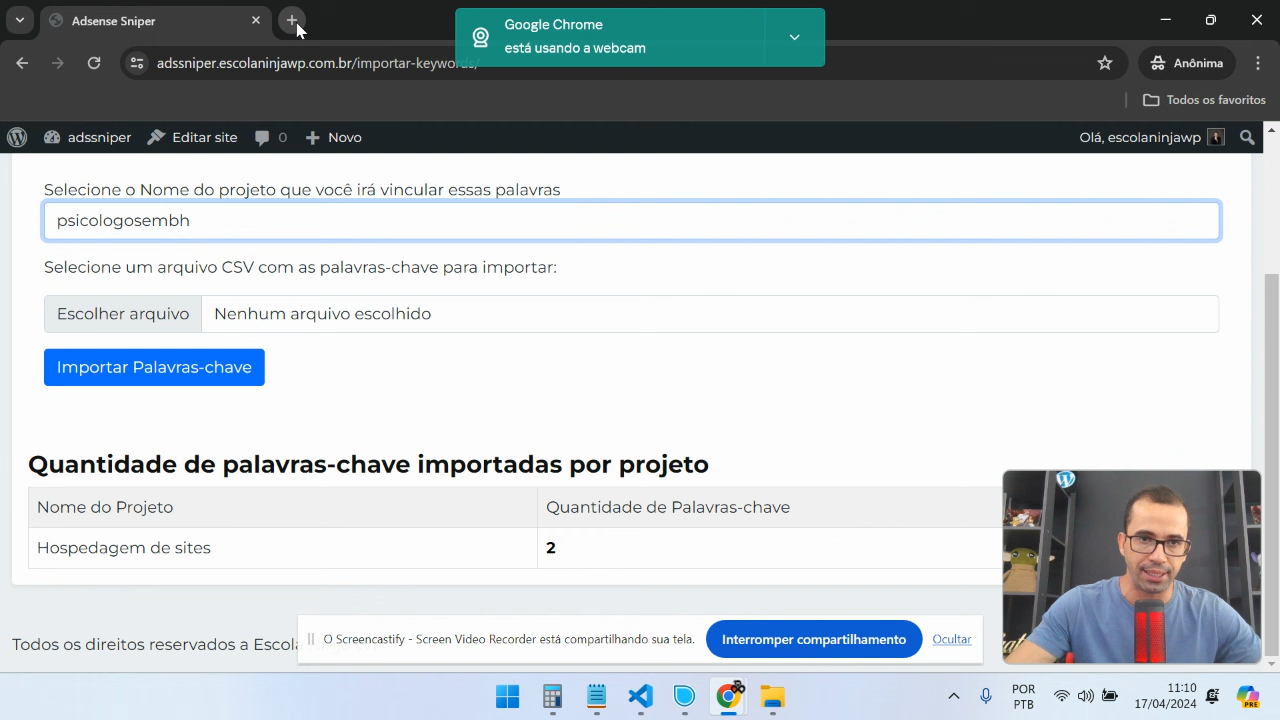 Adsense Sniper
Google Chrome
está usando a webcam
addssniper.escolaninjawp.com.br/importar-keywords/
Anônima
Todos os favoritos
adssniper
Editar site
0
Novo
Olá, escolaninjawp
Selecione o Nome do projeto que você irá vincular essas palavras
psicologosembh
Selecione um arquivo CSV com as palavras-chave para importar:
Escolher arquivo
Nenhum arquivo escolhido
Importar Palavras-chave
Quantidade de palavras-chave importadas por projeto
Nome do Projeto
Quantidade de Palavras-chave
Hospedagem de sites
2
Todos os direitos reservados a Escola
O Screencastify - Screen Video Recorder está compartilhando sua tela.
Interromper compartilhamento
Ocultar
POR
PTB
11:10
17/04/2024
PRE